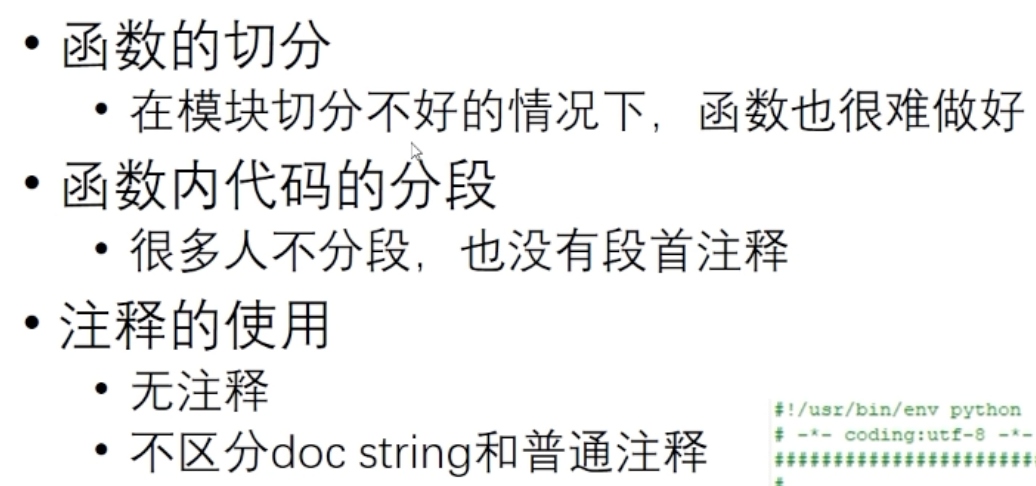 • 函数的切分
• 在模块切分不好的情况下，函数也很难做好
• 函数内代码的分段
• 很多人不分段，也没有段首注释
• 注释的使用
• 无注释
• 不区分doc string和普通注释
#!/usr/bin/env python
# -*- coding:utf-8 -*-
######################
#